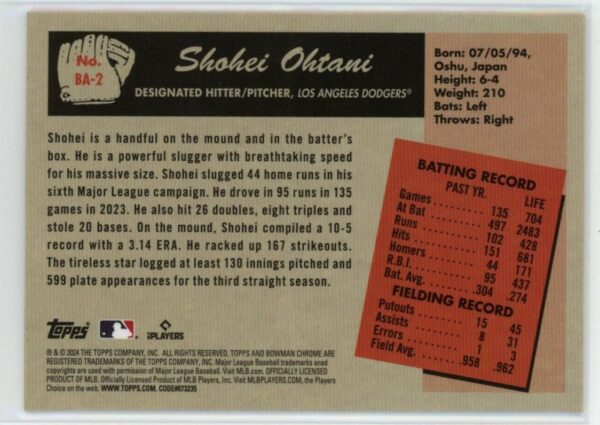 No.
BA-2
Shohei Ohtani
DESIGNATED HITTER/PITCHER, LOS ANGELES DODGERS®
Born: 07/05/94,
Oshu, Japan
Height: 6-4
Weight: 210
Bats: Left
Throws: Right
Shohei is a handful on the mound and in the batter's
box. He is a powerful slugger with breathtaking speed
for his massive size. Shohei slugged 44 home runs in his
sixth Major League campaign. He drove in 95 runs in 135
games in 2023. He also hit 26 doubles, eight triples and
stole 20 bases. On the mound, Shohei compiled a 10-5
record with a 3.14 ERA. He racked up 167 strikeouts.
The tireless star logged at least 130 innings pitched and
599 plate appearances for the third straight season.
BATTING RECORD
PAST YR. LIFE
Games 135 704
At Bat 497 2483
Runs 102 428
Hits 151 681
Homers 44 171
R.B.I. 95 437
Bat. Avg. .304 .274
FIELDING RECORD
Putouts 15 45
Assists 8 31
Errors 1 3
Field Avg. .958 .962
Topps PLAYERS
® & © 2024 THE TOPPS COMPANY, INC. ALL RIGHTS RESERVED. TOPPS AND BOWMAN CHROME ARE
REGISTERED TRADEMARKS OF THE TOPPS COMPANY, INC. Major League Baseball trademarks and
copyrights are used with permission of Major League Baseball. Visit MLB.com. OFFICIALLY LICENSED
PRODUCT OF MLB. Officially Licensed Product of MLB Players, Inc. Visit MLBPLAYERS.com, the Players
Choice on the web. WWW.TOPPS.COM. CODE#073235